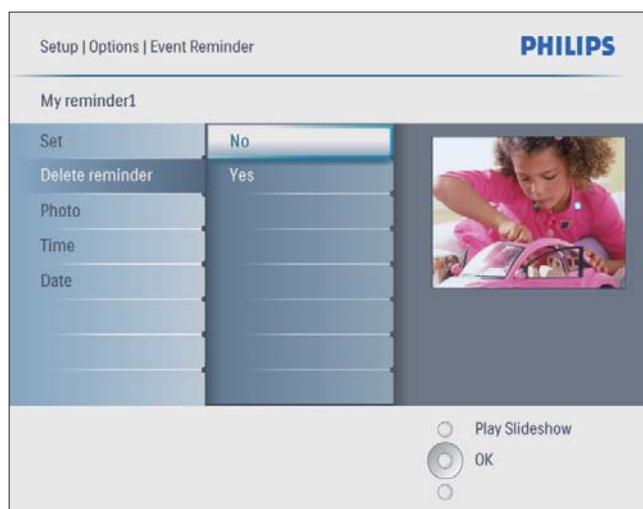 Setup | Options | Event Reminder
PHILIPS
My reminder1
Set
No
Delete reminder
Yes
Photo
Time
Date
Play Slideshow
OK